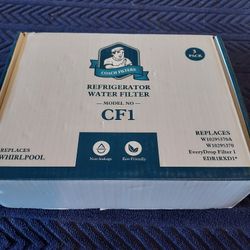 COACH FILTERS
3
PACK
REFRIGERATOR
WATER FILTER
MODEL NO
CF1
REPLACES
WHIRLPOOL
Non-leakage
Eco-Friendly
REPLACES
W10295370A
W10295370
EveryDrop Filter 1
EDR1RXD1*